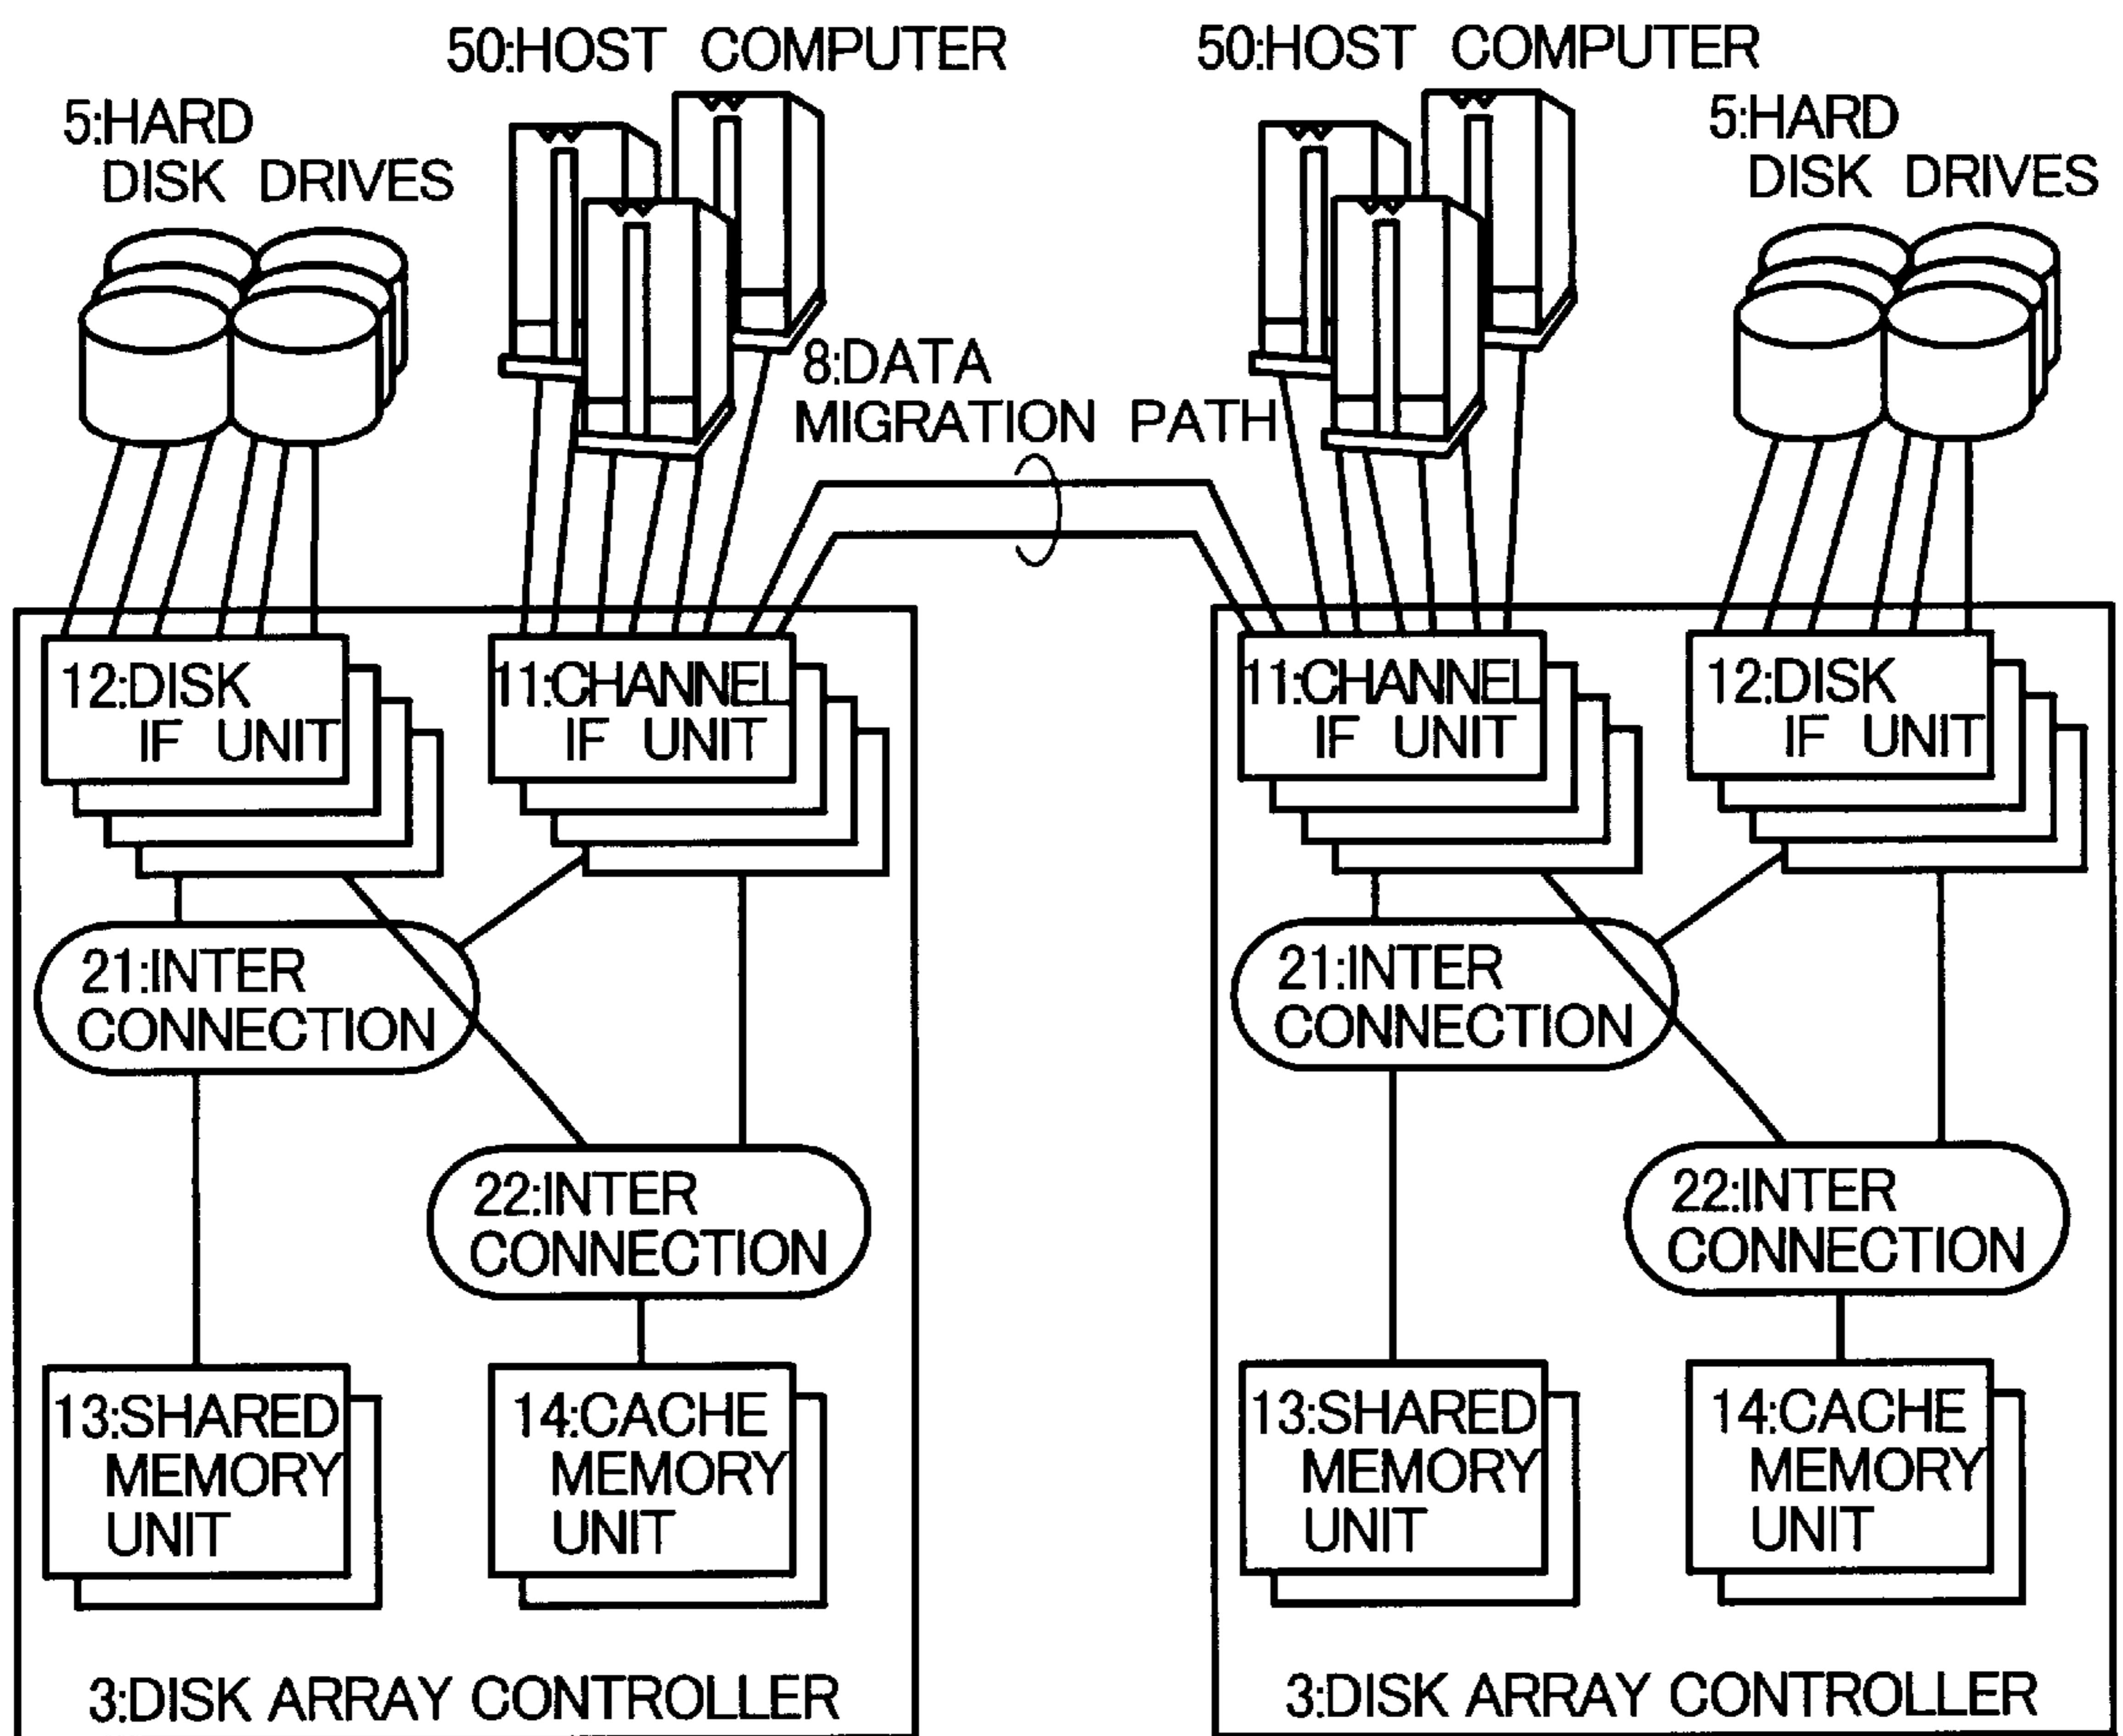 50:HOST COMPUTER
50:HOST COMPUTER
5:HARD
DISK DRIVES
5:HARD
DISK DRIVES
8:DATA
MIGRATION PATH
12:DISK
IF UNIT
11:CHANNEL
IF UNIT
11:CHANNEL
IF UNIT
12:DISK
IF UNIT
21:INTER
CONNECTION
21:INTER
CONNECTION
22:INTER
CONNECTION
22:INTER
CONNECTION
13:SHARED
MEMORY
UNIT
14:CACHE
MEMORY
UNIT
13:SHARED
MEMORY
UNIT
14:CACHE
MEMORY
UNIT
3:DISK ARRAY CONTROLLER
3:DISK ARRAY CONTROLLER